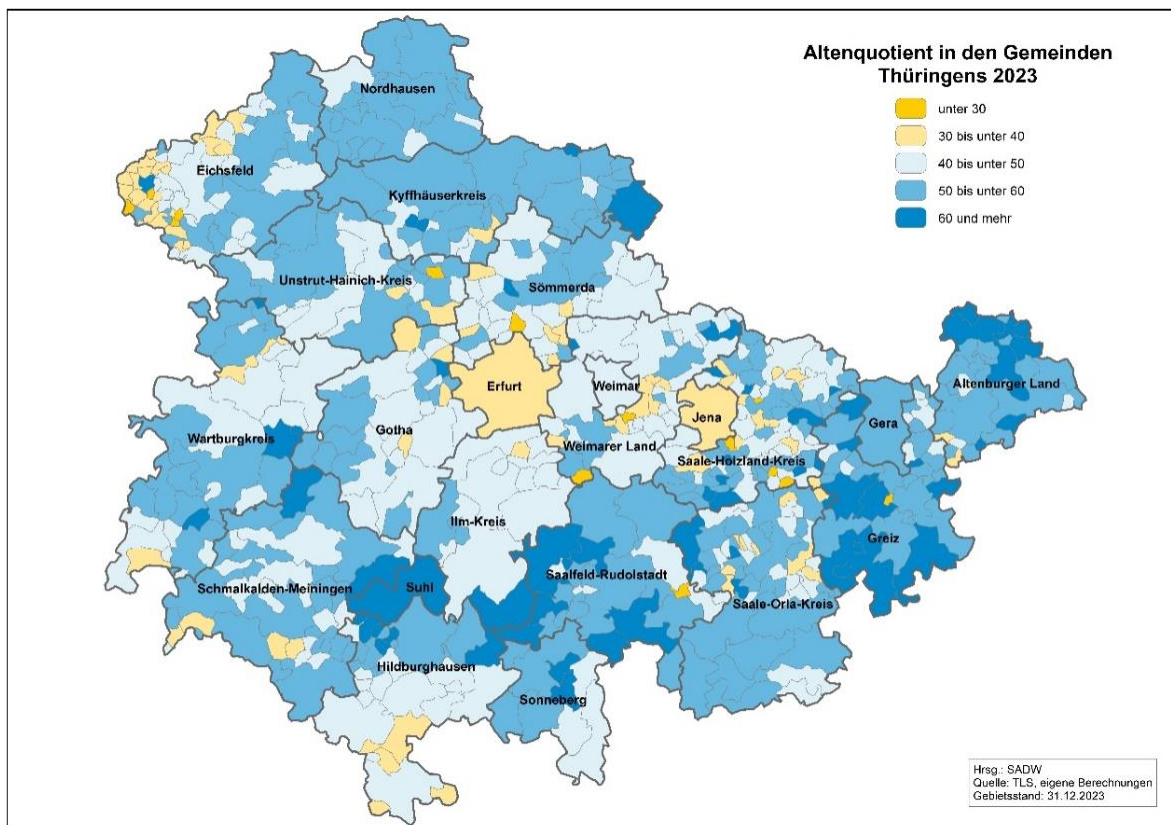 Altenquotient in den Gemeinden
Thüringens 2023
unter 30
30 bis unter 40
40 bis unter 50
50 bis unter 60
60 und mehr
Nordhausen
Eichsfeld
Kyffhäuserkreis
Unstrut-Hainich-Kreis
Sömmerda
Erfurt
Weimar
Jena
Altenburger Land
Gera
Wartburgkreis
Gotha
Weimarer Land
Saale-Holzland-Kreis
Ilm-Kreis
Greiz
Schmalkalden-Meiningen
Suhl
Saalfeld-Rudolstadt
Saale-Orla-Kreis
Hildburghausen
Sonneberg
Hrsg.: SADW
Quelle: TLS, eigene Berechnungen
Gebietsstand: 31.12.2023